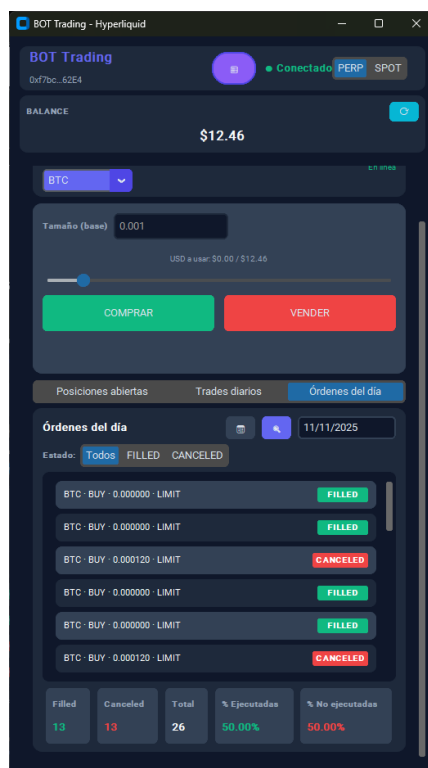 BOT Trading - Hyperliquid
BOT Trading
0xf7bc...62E4
Conectado PERP SPOT
BALANCE
$12.46
En línea
BTC
Tamaño (base) 0.001
USD a usar: $0.00 / $12.46
COMPRAR VENDER
Posiciones abiertas Trades diarios Órdenes del día
Órdenes del día 11/11/2025
Estado: Todos FILLED CANCELED
BTC · BUY · 0.000000 · LIMIT FILLED
BTC · BUY · 0.000000 · LIMIT FILLED
BTC · BUY · 0.000120 · LIMIT CANCELED
BTC · BUY · 0.000000 · LIMIT FILLED
BTC · BUY · 0.000000 · LIMIT FILLED
BTC · BUY · 0.000120 · LIMIT CANCELED
Filled Canceled Total % Ejecutadas % No ejecutadas
13 13 26 50.00% 50.00%